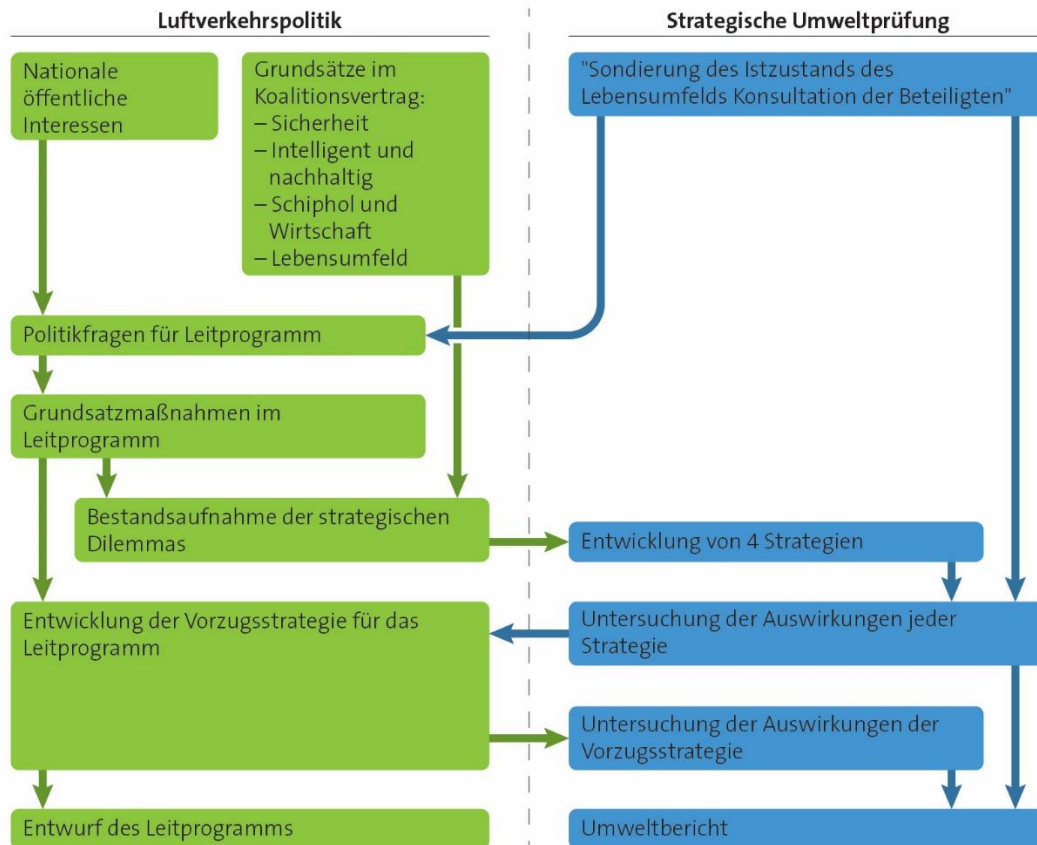 Luftverkehrspolitik
Strategische Umweltprüfung
Nationale
öffentliche
Interessen
Grundsätze im
Koalitionsvertrag:
– Sicherheit
– Intelligent und
nachhaltig
– Schiphol und
Wirtschaft
– Lebensumfeld
"Sondierung des Istzustands des
Lebensumfelds Konsultation der Beteiligten"
Politikfragen für Leitprogramm
Grundsatzmaßnahmen im
Leitprogramm
Bestandsaufnahme der strategischen
Dilemmas
Entwicklung von 4 Strategien
Entwicklung der Vorzugsstrategie für das
Leitprogramm
Untersuchung der Auswirkungen jeder
Strategie
Untersuchung der Auswirkungen der
Vorzugsstrategie
Entwurf des Leitprogramms
Umweltbericht